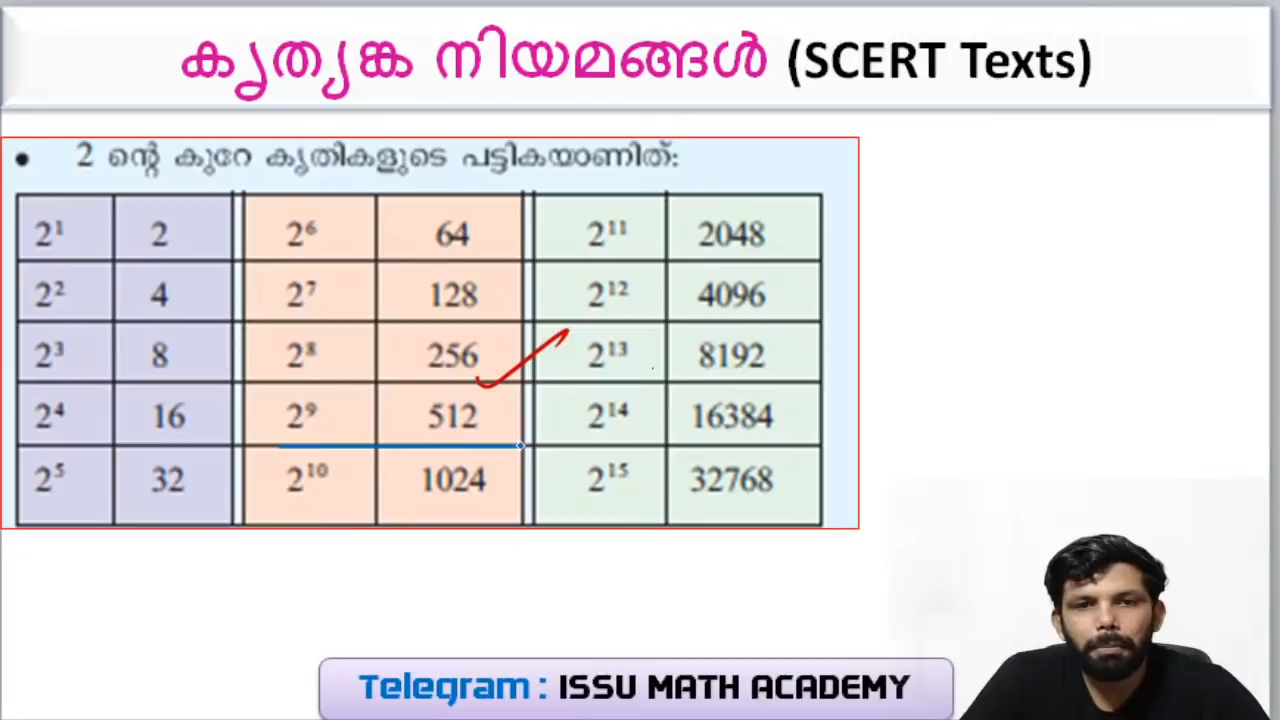 കൃത്യങ്ക നിയമങ്ങൾ (SCERT Texts)
• 2 ന്റെ കുറേ കൃതികളുടെ പട്ടികയാണിത്:
2¹ 2 2⁶ 64 2¹¹ 2048
2² 4 2⁷ 128 2¹² 4096
2³ 8 2⁸ 256 2¹³ 8192
2⁴ 16 2⁹ 512 2¹⁴ 16384
2⁵ 32 2¹⁰ 1024 2¹⁵ 32768
Telegram : ISSU MATH ACADEMY